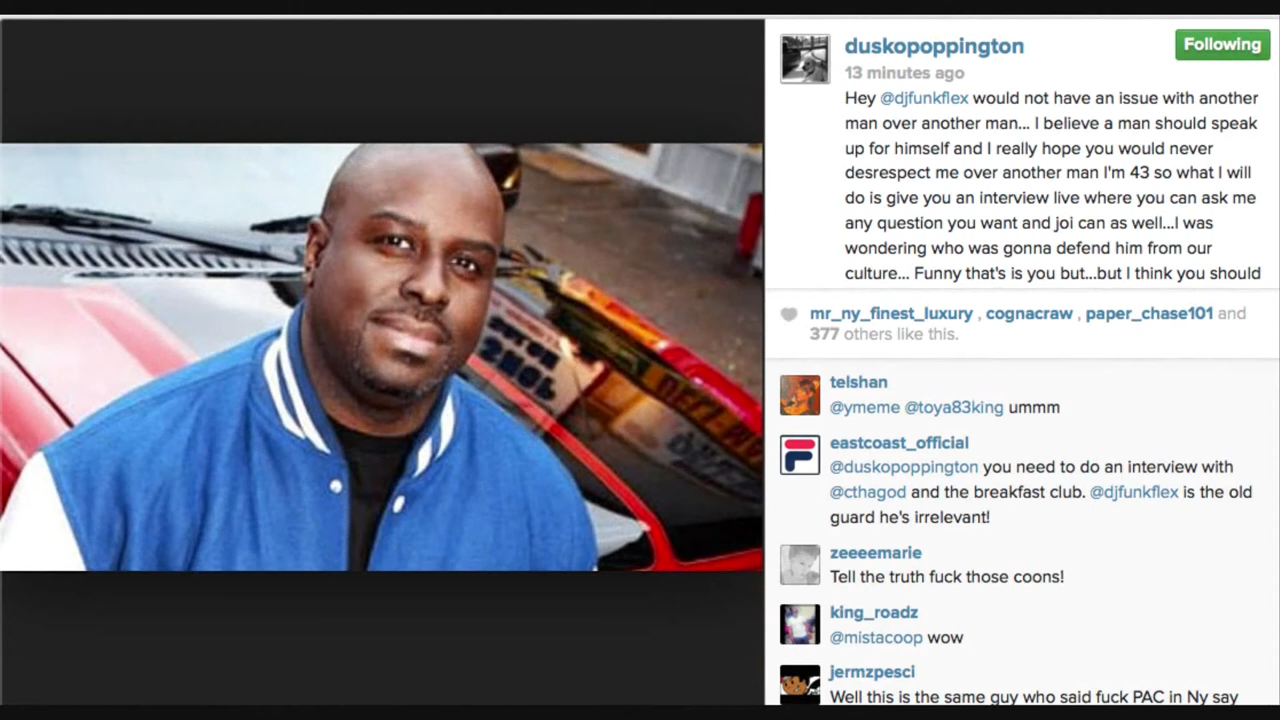 duskopoppington
Following
13 minutes ago
Hey @djfunkflex would not have an issue with another
man over another man... I believe a man should speak
up for himself and I really hope you would never
desrespect me over another man I'm 43 so what I will
do is give you an interview live where you can ask me
any question you want and joi can as well...I was
wondering who was gonna defend him from our
culture... Funny that's is you but...but I think you should
mr_ny_finest_luxury , cognacraw , paper_chase101 and
377 others like this.
telshan
@ymeme @toya83king ummm
eastcoast_official
@duskopoppington you need to do an interview with
@cthagod and the breakfast club. @djfunkflex is the old
guard he's irrelevant!
zeeeemarie
Tell the truth fuck those coons!
king_roadz
@mistacoop wow
jermzpesci
Well this is the same guy who said fuck PAC in Ny say